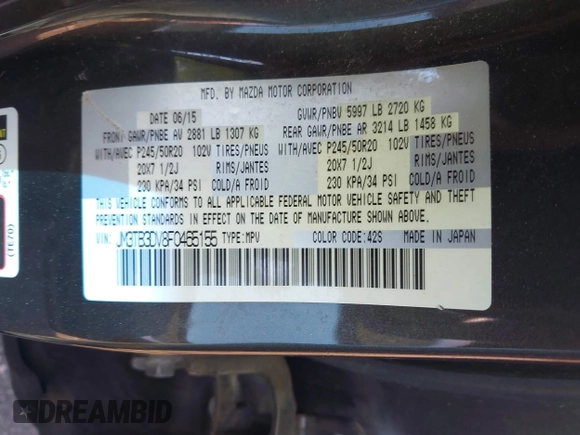 MFD. BY MAZDA MOTOR CORPORATION
DATE 06/15 GVWR/PNBV 5997 LB 2720 KG
FRONT GAWR/PNBE AV 2881 LB 1307 KG REAR GAWR/PNBE AR 3214 LB 1458 KG
WITH/AVEC P245/50R20 102V TIRES/PNEUS WITH/AVEC P245/50R20 102V TIRES/PNEUS
20X7 1/2J RIMS/JANTES 20X7 1/2J RIMS/JANTES
230 KPA/34 PSI COLD/A FROID 230 KPA/34 PSI COLD/A FROID
THIS VEHICLE CONFORMS TO ALL APPLICABLE FEDERAL MOTOR VEHICLE SAFETY AND THEFT
PREVENTION STANDARDS IN EFFECT ON THE DATE OF MANUFACTURE SHOWN ABOVE.
VIN: JM3TB3DV8F0465155 TYPE: MPV COLOR CODE: 42S MADE IN JAPAN
(TE70)
DREAMBID